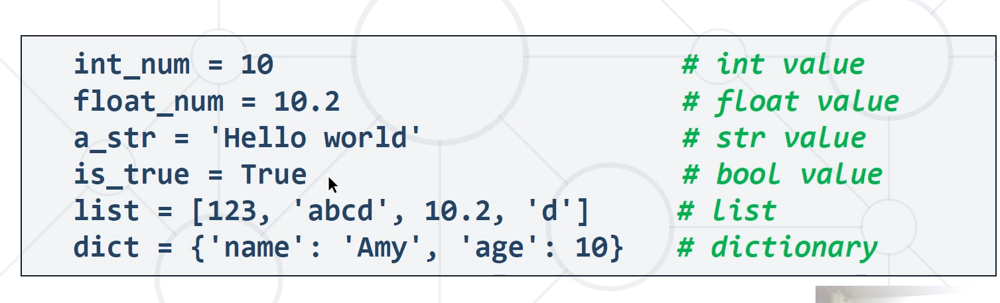 int_num = 10 # int value
float_num = 10.2 # float value
a_str = 'Hello world' # str value
is_true = True # bool value
list = [123, 'abcd', 10.2, 'd'] # list
dict = {'name': 'Amy', 'age': 10} # dictionary